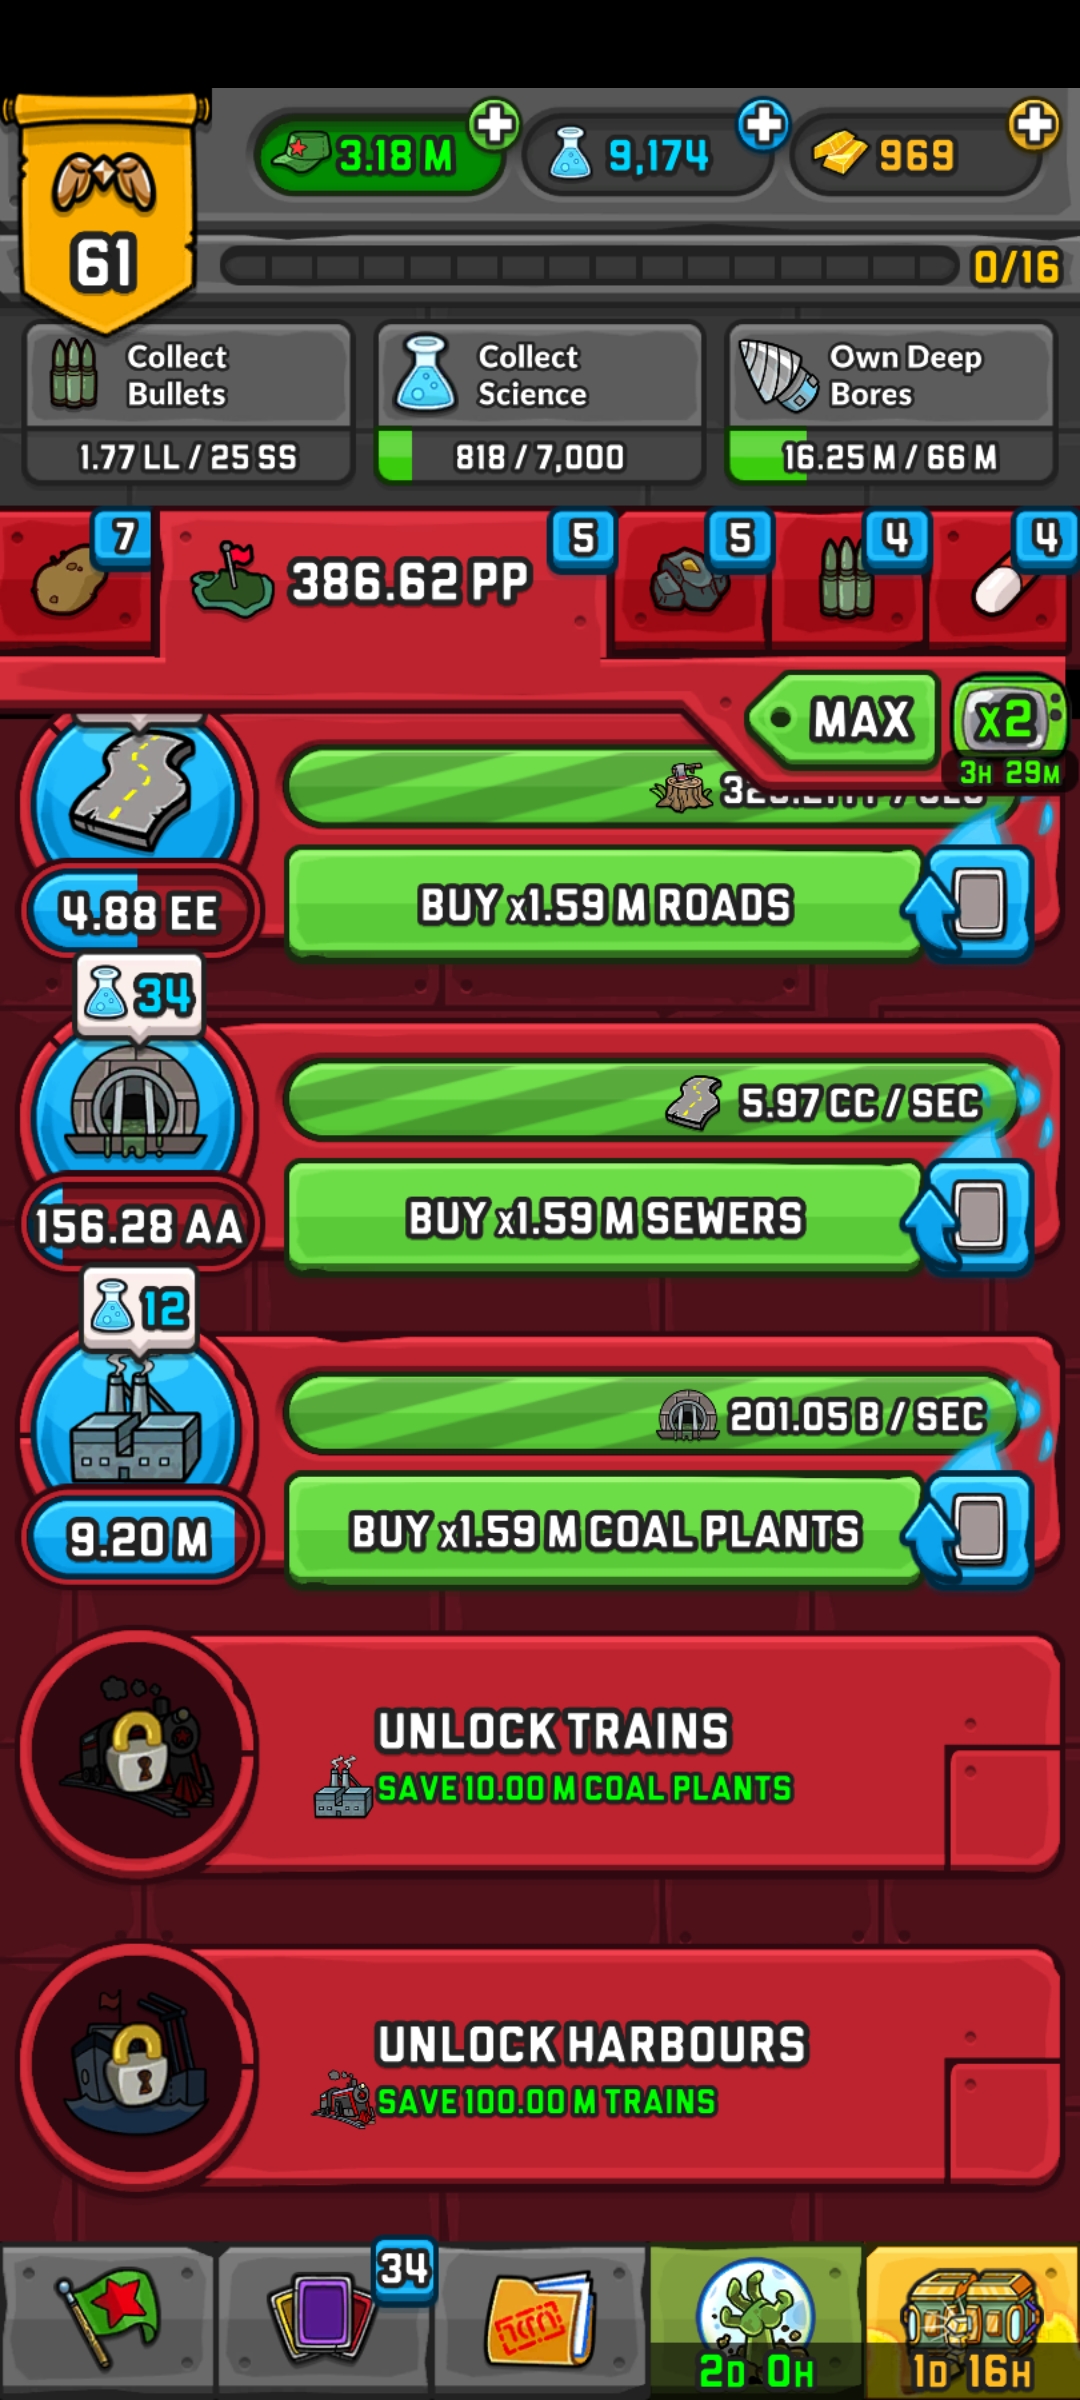 61
3.18 M
9,174
969
0/16
Collect
Bullets
1.77 LL / 25 SS
Collect
Science
818 / 7,000
Own Deep
Bores
16.25 M / 66 M
7
386.62 PP
5
5
4
4
MAX
x2
3H 29M
4.88 EE
BUY x1.59 M ROADS
34
5.97 CC / SEC
156.28 AA
BUY x1.59 M SEWERS
12
201.05 B / SEC
9.20 M
BUY x1.59 M COAL PLANTS
UNLOCK TRAINS
SAVE 10.00 M COAL PLANTS
UNLOCK HARBOURS
SAVE 100.00 M TRAINS
34
2D 0H
1D 16H